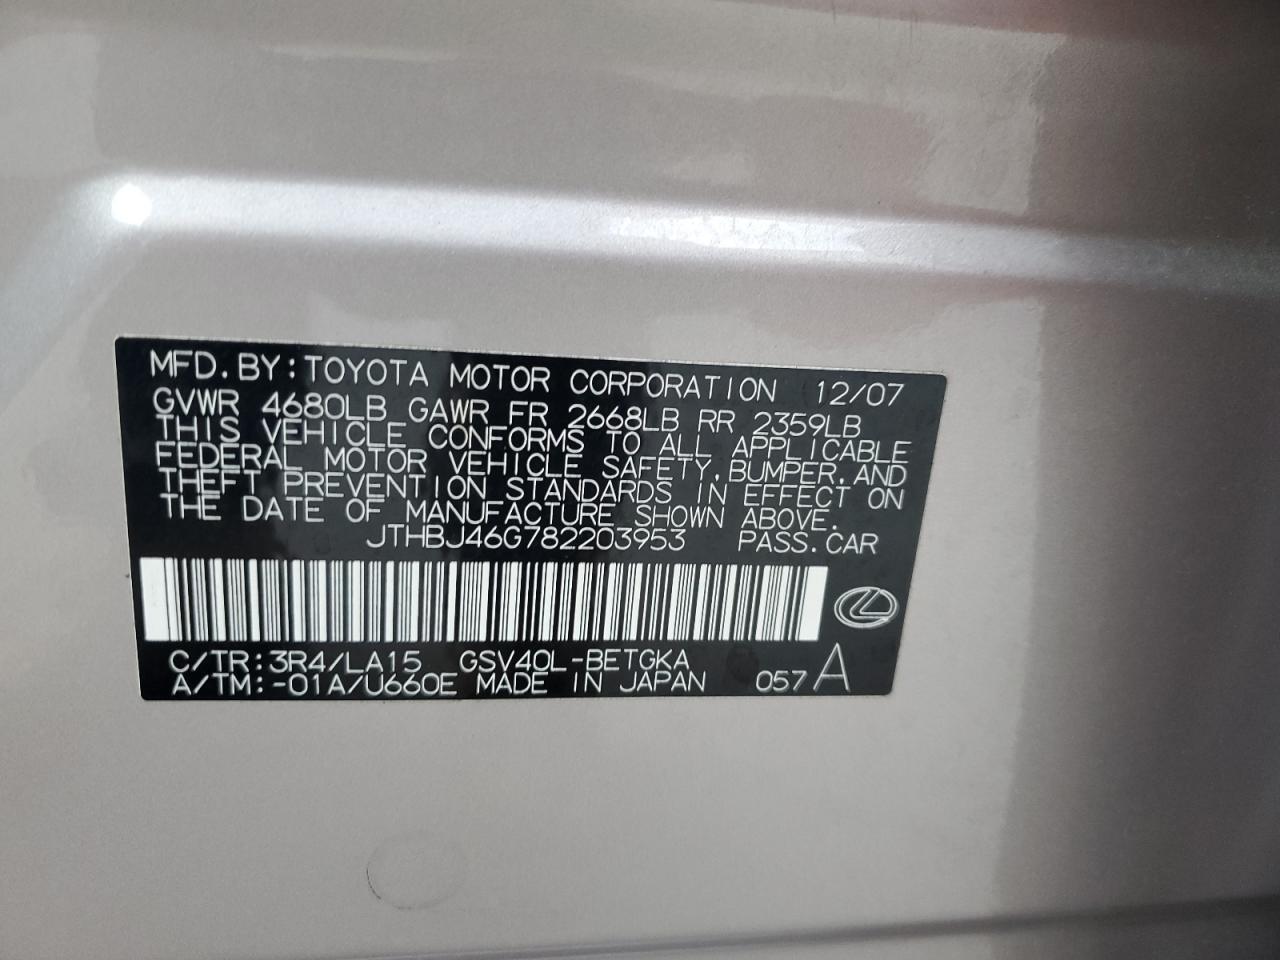 MFD.BY:TOYOTA MOTOR CORPORATION 12/07
GVWR 4680LB GAWR FR 2668LB RR 2359LB
THIS VEHICLE CONFORMS TO ALL APPLICABLE
FEDERAL MOTOR VEHICLE SAFETY,BUMPER,AND
THEFT PREVENTION STANDARDS IN EFFECT ON
THE DATE OF MANUFACTURE SHOWN ABOVE.
JTHBJ46G782203953 PASS.CAR
C/TR:3R4/LA15 GSV40L-BETGKA
A/TM:-01A/U660E MADE IN JAPAN 057A